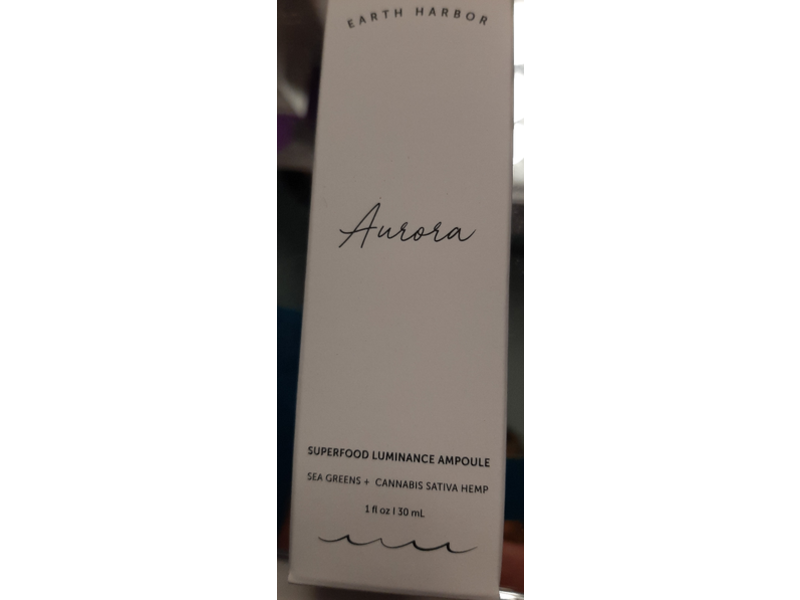 EARTH HARBOR
Aurora
SUPERFOOD LUMINANCE AMPOULE
SEA GREENS + CANNABIS SATIVA HEMP
1 fl oz I 30 mL